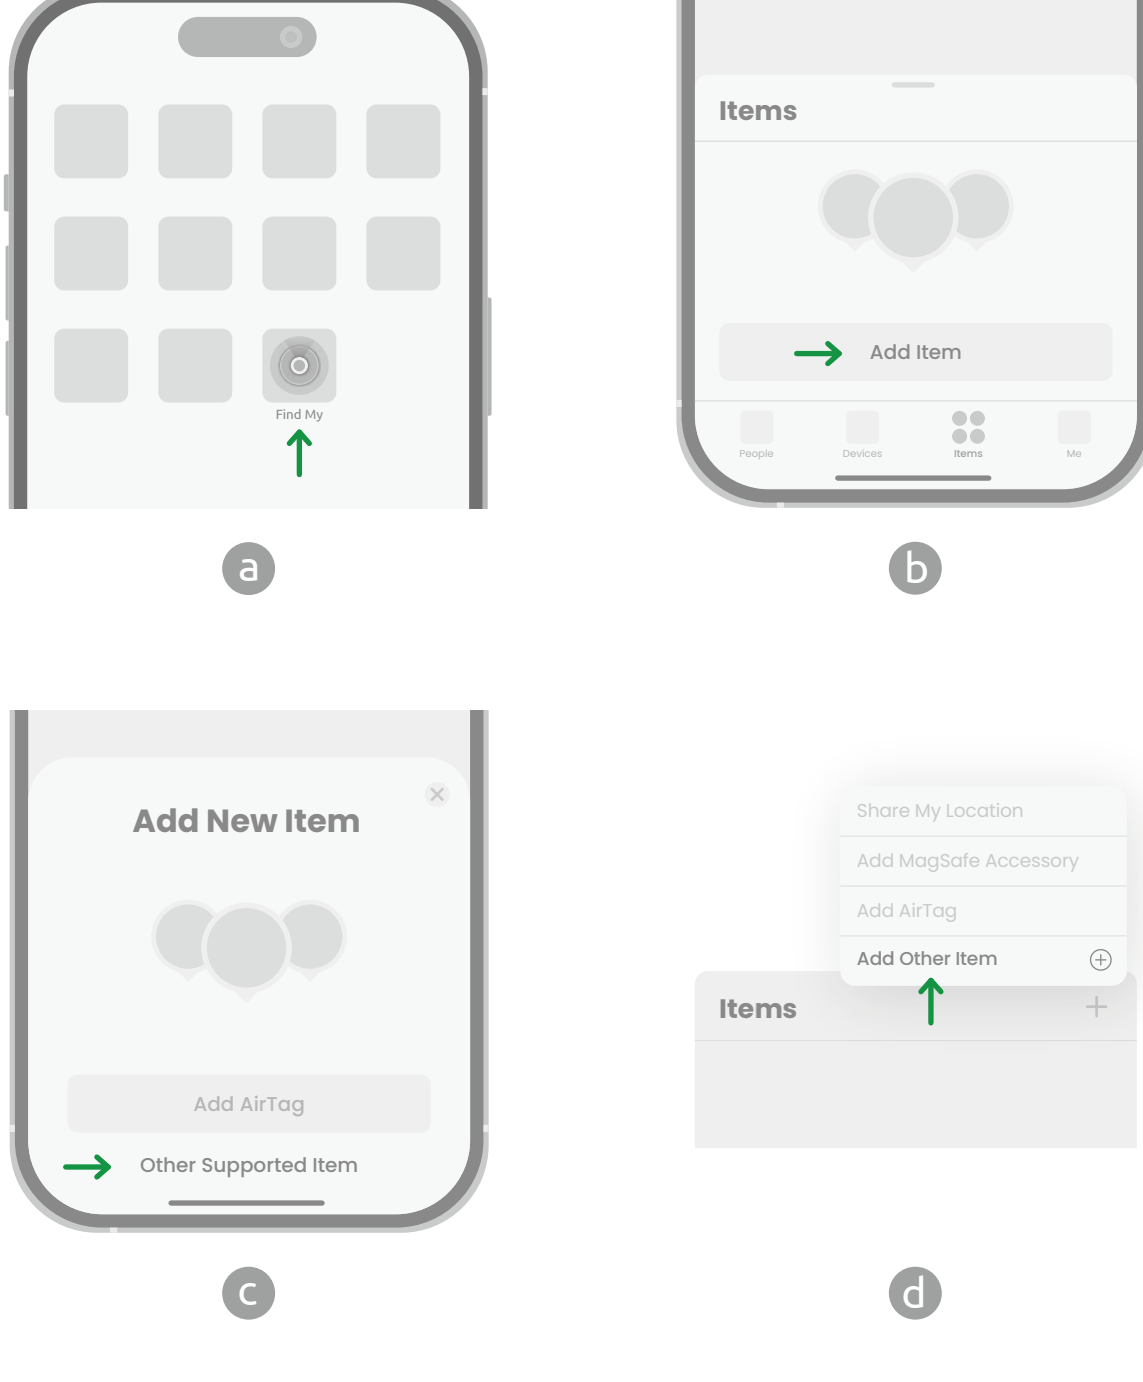 Find My
a
Items
Add Item
People
Devices
Items
Me
b
Add New Item
Add AirTag
Other Supported Item
c
Share My Location
Add MagSafe Accessory
Add AirTag
Add Other Item
Items
d